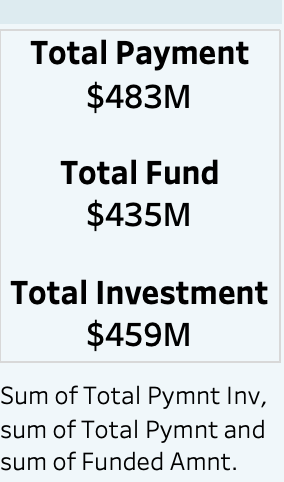 Total Payment
$483M
Total Fund
$435M
Total Investment
$459M
Sum of Total Pymnt Inv,
sum of Total Pymnt and
sum of Funded Amnt.